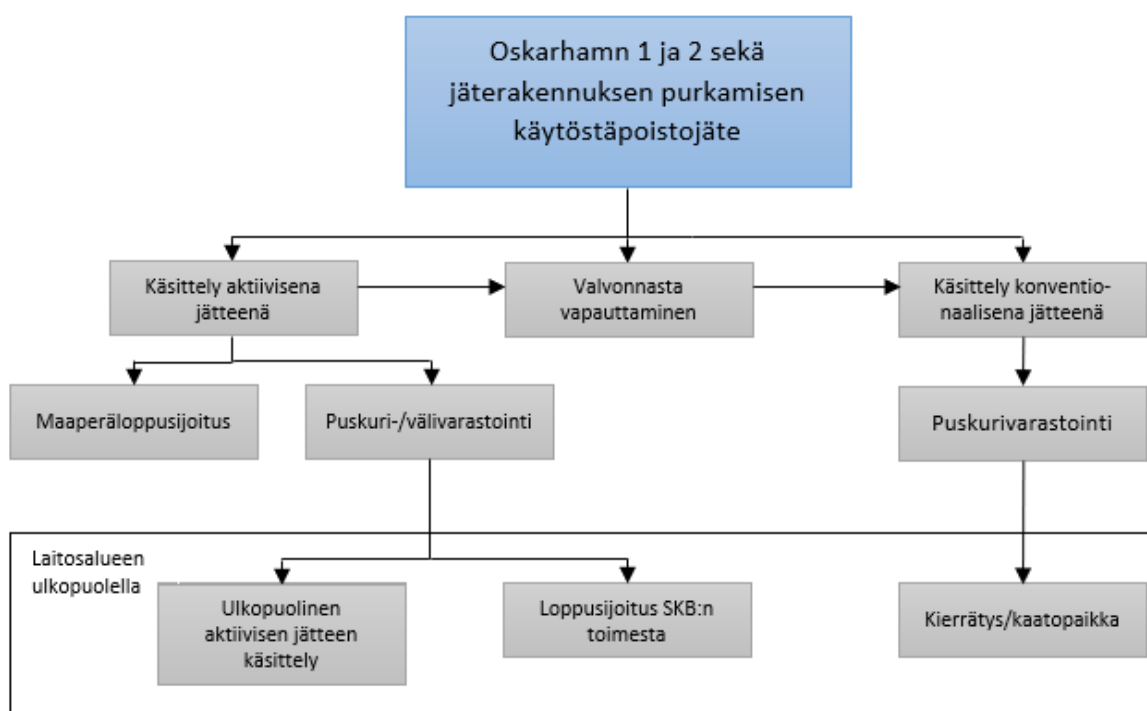 Oskarhamn 1 ja 2 sekä
jäterakennuksen purkamisen
käytöstäpoistojäte
Käsittely aktiivisena
jätteenä
Valvonnasta
vapauttaminen
Käsittely konventio-
naalisena jätteenä
Maaperäloppusijoitus
Puskuri-/välivarastointi
Puskurivarastointi
Laitosalueen
ulkopuolella
Ulkopuolinen
aktiivisen jätteen
käsittely
Loppusijoitus SKB:n
toimesta
Kierrätys/kaatopaikka